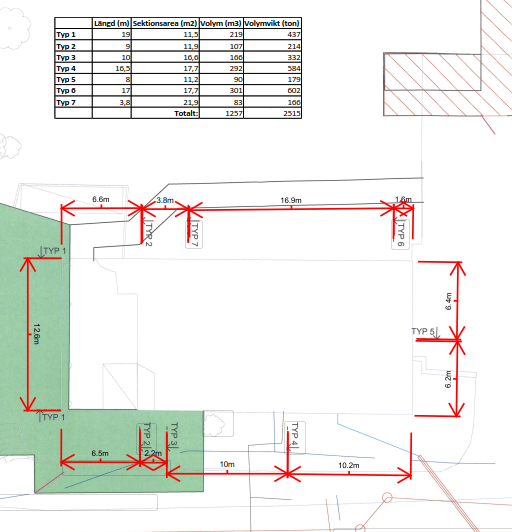 Längd (m) Sektionsarea (m2) Volym (m3) Volymvikt (ton)
Typ 1 19 11,5 219 437
Typ 2 9 11,9 107 214
Typ 3 10 16,6 166 332
Typ 4 16,5 17,7 292 584
Typ 5 8 11,2 90 179
Typ 6 17 17,7 301 602
Typ 7 3,8 21,9 83 166
Totalt: 1257 2515
6.6m 3.8m 16.9m 1.6m
TYP 2
TYP 7
TYP 6
TYP 1
6.4m
12.6m
TYP 5
6.2m
TYP 1
TYP 2
TYP 3
TYP 4
6.5m 2.2m 10m 10.2m